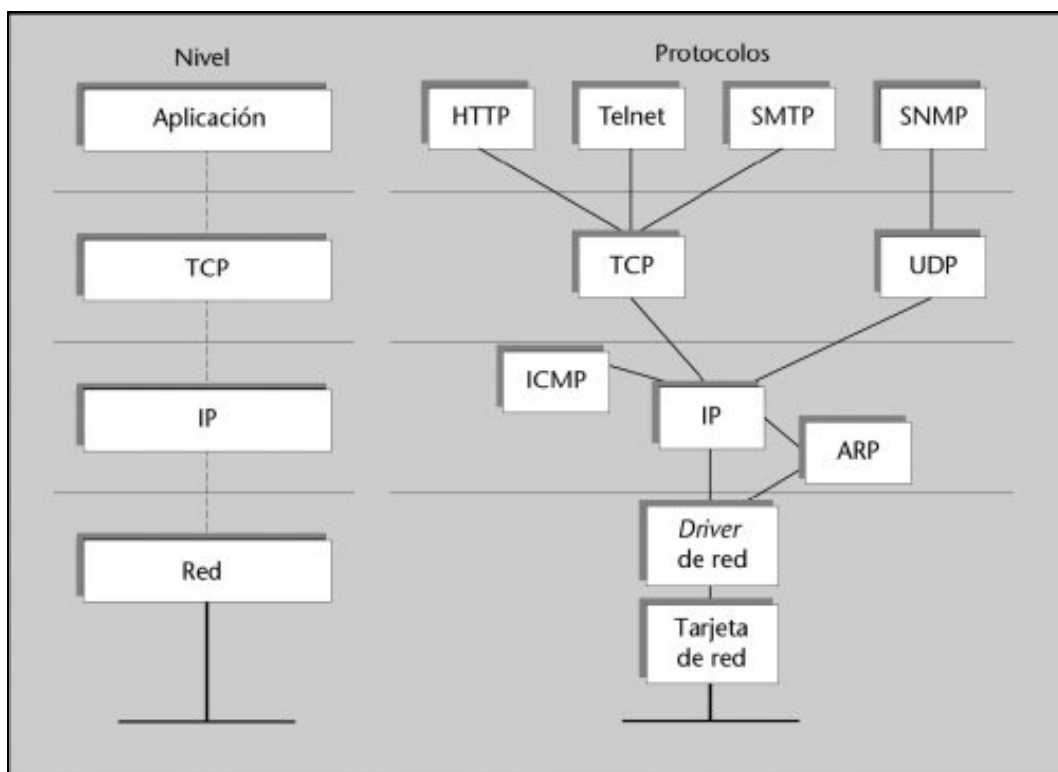 Nivel
Protocolos
Aplicación
HTTP
Telnet
SMTP
SNMP
TCP
TCP
UDP
IP
ICMP
IP
ARP
Red
Driver
de red
Tarjeta
de red